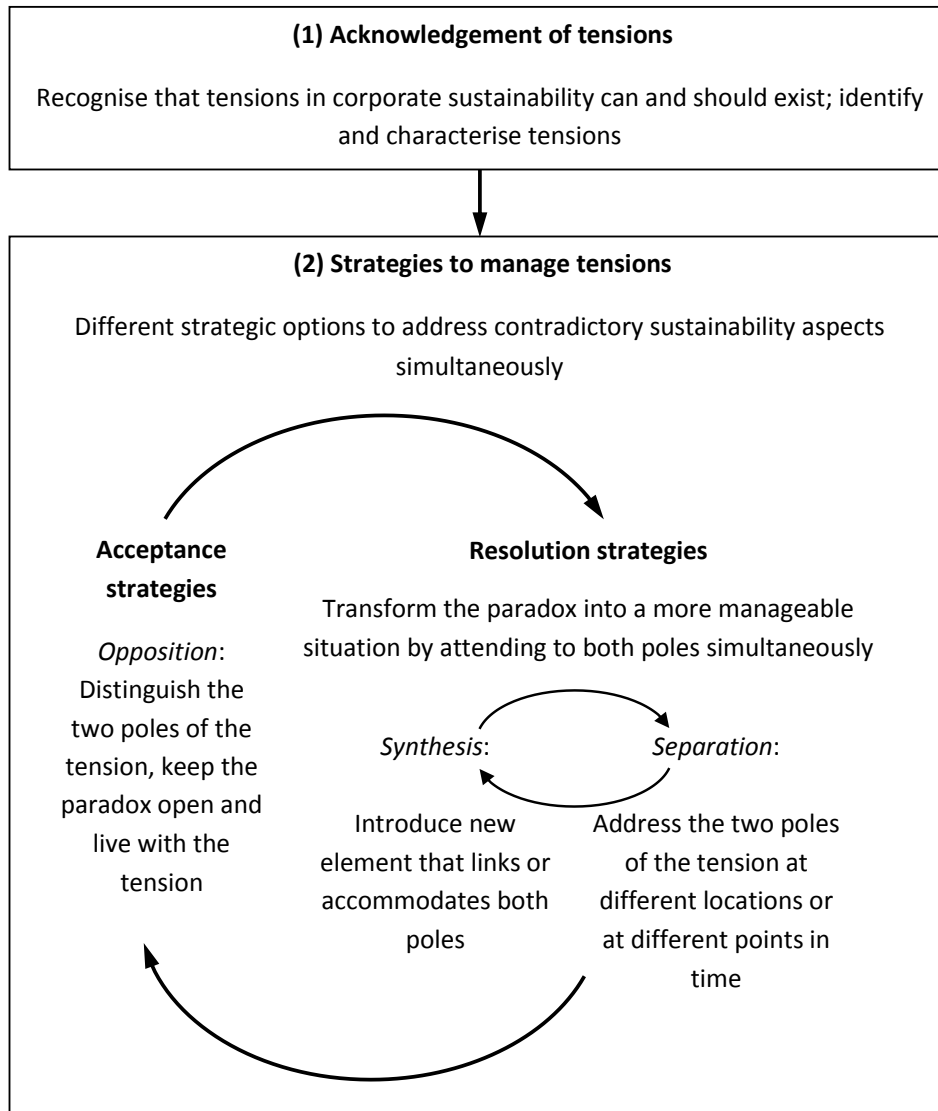 (1) Acknowledgement of tensions
Recognise that tensions in corporate sustainability can and should exist; identify
and characterise tensions
(2) Strategies to manage tensions
Different strategic options to address contradictory sustainability aspects
simultaneously
Acceptance
strategies
Opposition:
Distinguish the
two poles of the
tension, keep the
paradox open and
live with the
tension
Resolution strategies
Transform the paradox into a more manageable
situation by attending to both poles simultaneously
Synthesis:
Introduce new
element that links or
accommodates both
poles
Separation:
Address the two poles
of the tension at
different locations or
at different points in
time